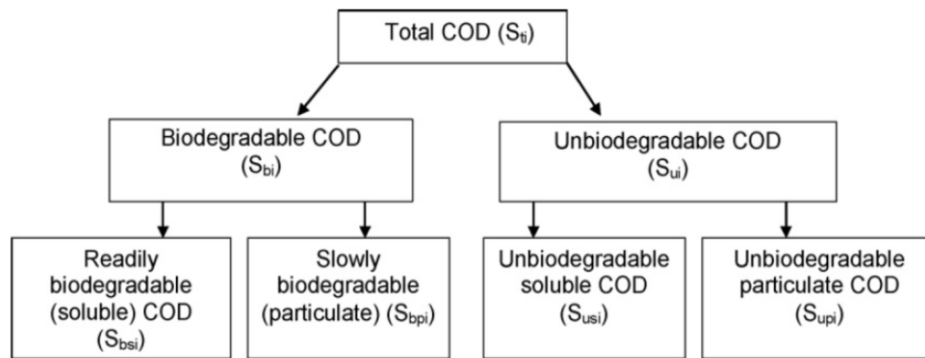 Total COD (Sti)
Biodegradable COD
(Sbi)
Unbiodegradable COD
(Sui)
Readily
biodegradable
(soluble) COD
(Sbsi)
Slowly
biodegradable
(particulate) (Sbpi)
Unbiodegradable
soluble COD
(Susi)
Unbiodegradable
particulate COD
(Supi)